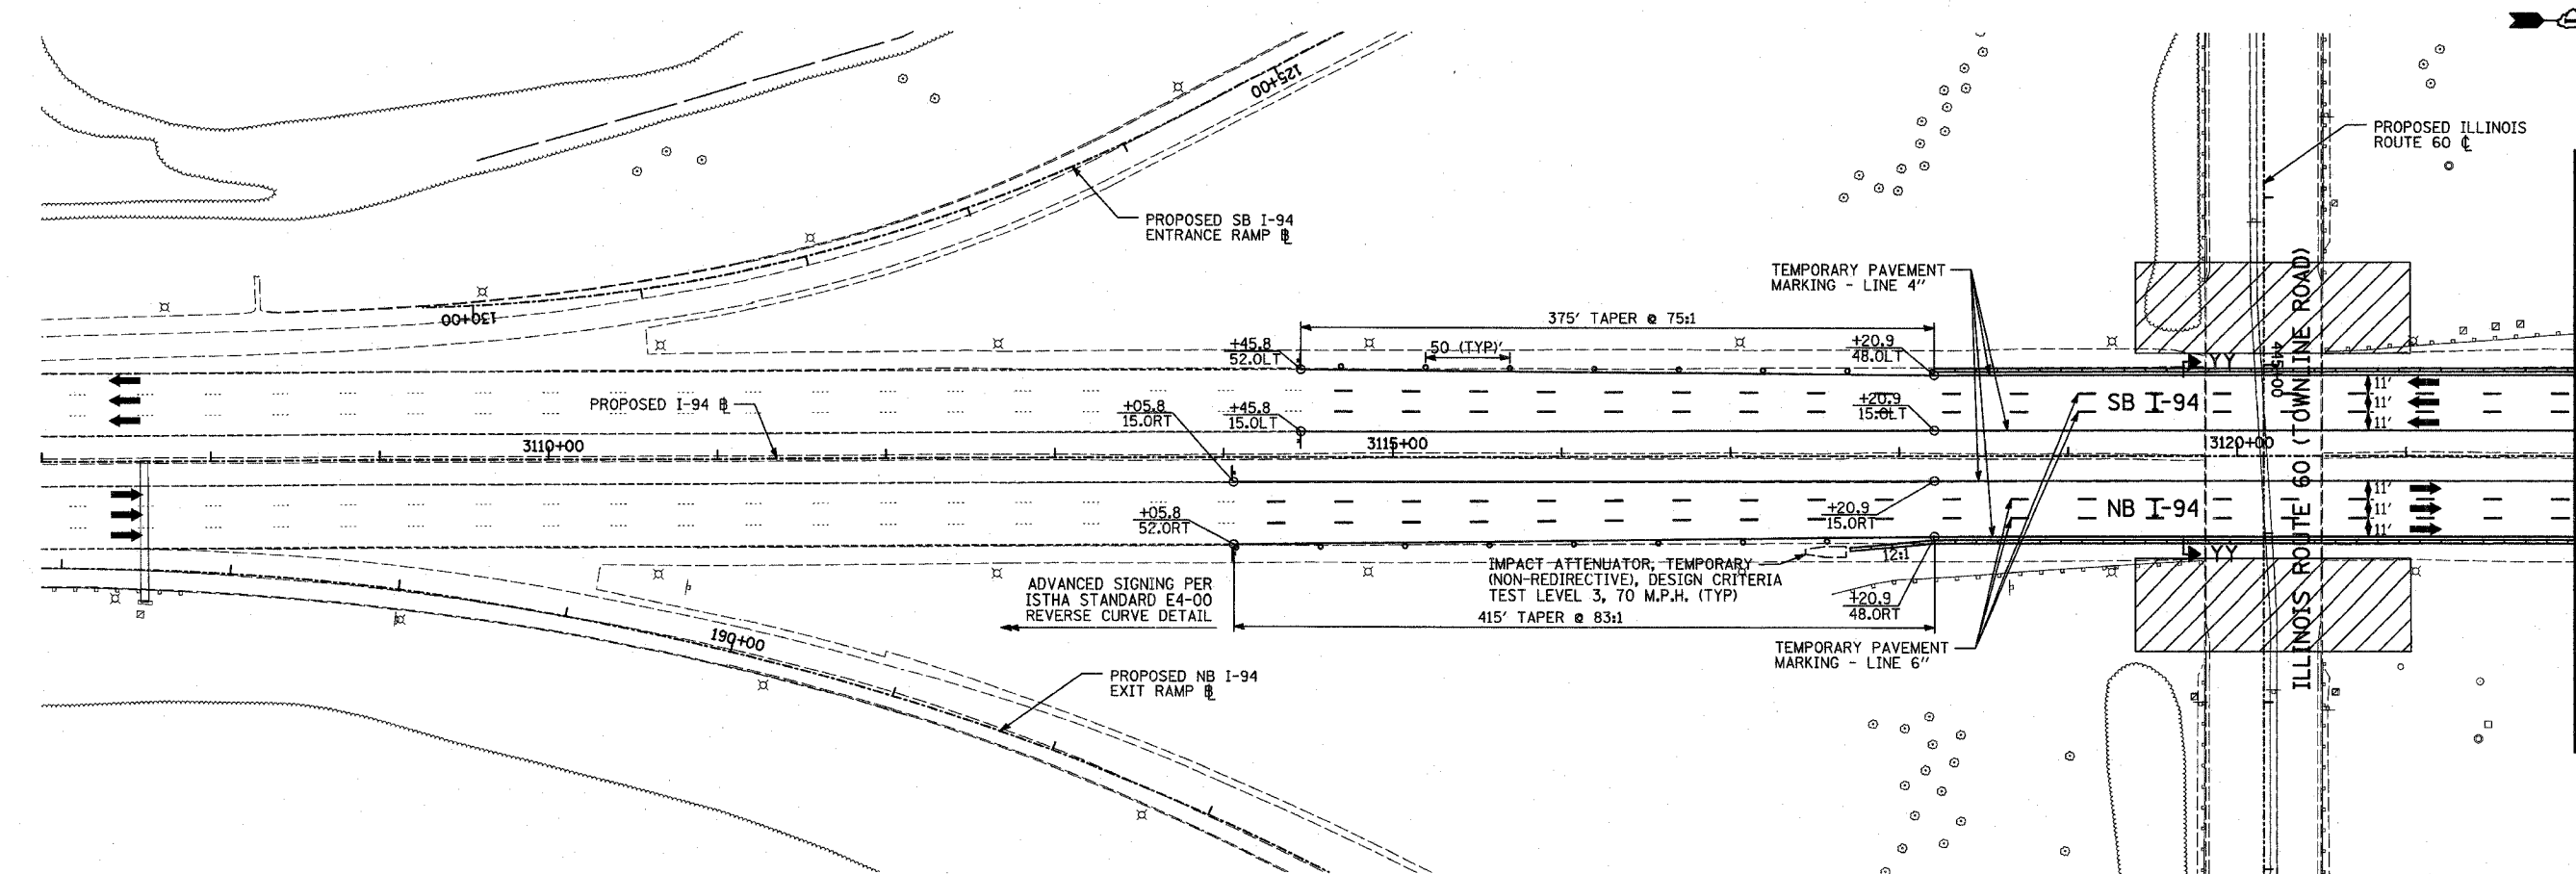 125+00
PROPOSED ILLINOIS
ROUTE 60 ℄
PROPOSED SB I-94
ENTRANCE RAMP ⅊
TEMPORARY PAVEMENT
MARKING - LINE 4"
130+00
375' TAPER @ 75:1
50 (TYP)'
+45.8
52.0LT
+20.9
48.0LT
YY
445+00
ILLINOIS ROUTE 60 (TOWNLINE ROAD)
PROPOSED I-94 ⅊
+05.8
15.0RT
+45.8
15.0LT
+20.9
15.0LT
SB I-94
11'
11'
11'
3110+00
3115+00
3120+00
+05.8
52.0RT
+20.9
15.0RT
NB I-94
11'
11'
11'
12:1
YY
IMPACT ATTENUATOR, TEMPORARY
(NON-REDIRECTIVE), DESIGN CRITERIA
TEST LEVEL 3, 70 M.P.H. (TYP)
ADVANCED SIGNING PER
ISTHA STANDARD E4-00
REVERSE CURVE DETAIL
+20.9
48.0RT
415' TAPER @ 83:1
190+00
TEMPORARY PAVEMENT
MARKING - LINE 6"
PROPOSED NB I-94
EXIT RAMP ⅊